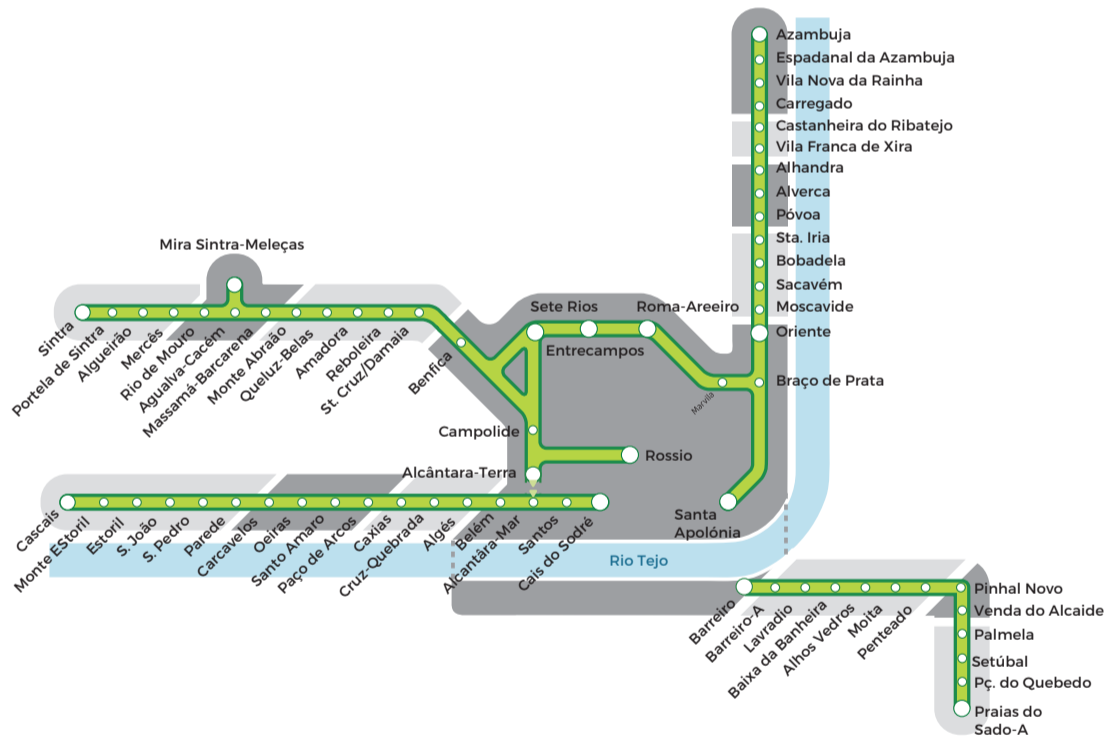 Azambuja
Espadanal da Azambuja
Vila Nova da Rainha
Carregado
Castanheira do Ribatejo
Vila Franca de Xira
Alhandra
Alverca
Póvoa
Sta. Iria
Bobadela
Sacavém
Moscavide
Oriente
Braço de Prata
Marvila
Mira Sintra-Meleças
Sete Rios
Roma-Areeiro
Entrecampos
Sintra
Portela de Sintra
Algueirão
Mercês
Rio de Mouro
Agualva-Cacém
Massamá-Barcarena
Monte Abraão
Queluz-Belas
Amadora
Reboleira
St. Cruz/Damaia
Benfica
Campolide
Rossio
Alcântara-Terra
Santa
Apolónia
Cascais
Monte EStoril
Estoril
S. João
S. Pedro
Parede
Carcavelos
Oeiras
Santo Amaro
Paço de Arcos
Caxias
Cruz-Quebrada
Algés
Belém
Alcantâra-Mar
Santos
Cais do Sodré
Rio Tejo
Barreiro
Barreiro-A
Lavradio
Baixa da Banheira
Alhos Vedros
Moita
Penteado
Pinhal Novo
Venda do Alcaide
Palmela
Setúbal
Pç. do Quebedo
Praias do
Sado-A